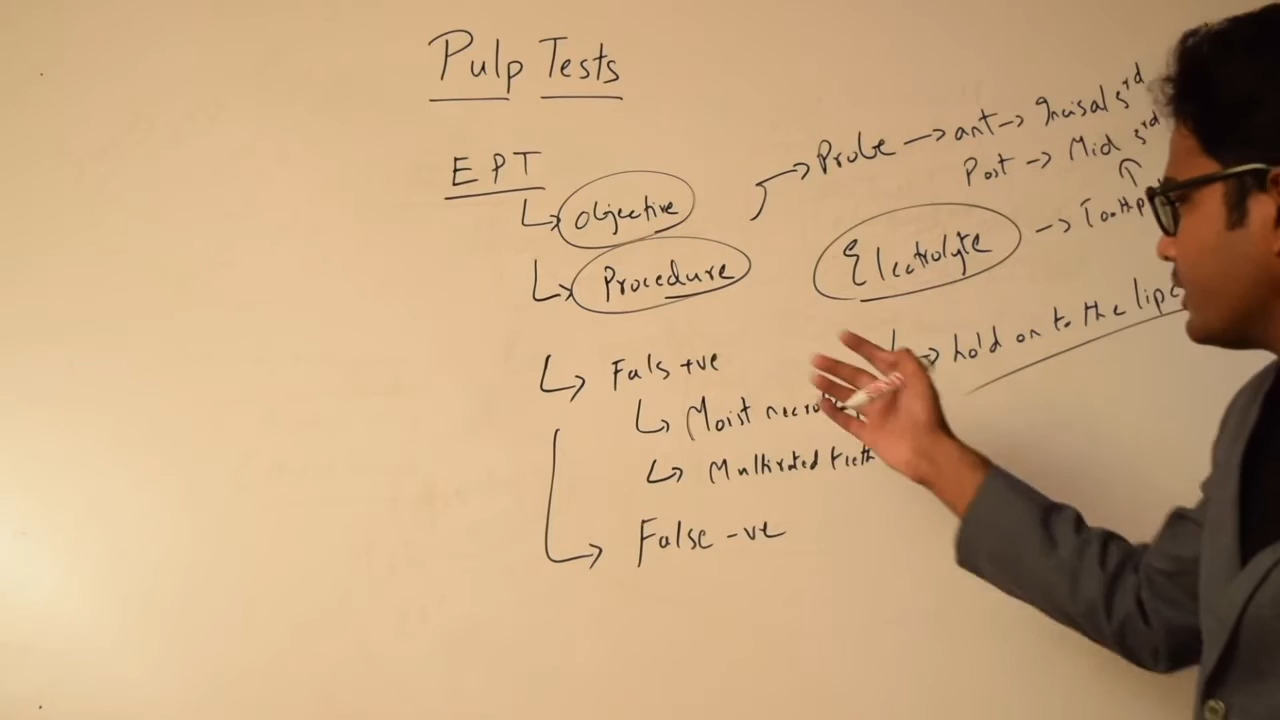 Pulp Tests
EPT
Objective
Procedure
Probe → ant → Incisal 3rd
Post → Mid 3rd
Electrolyte →
hold on to the lip
Fals +ve
Moist
Multirated teeth
False -ve